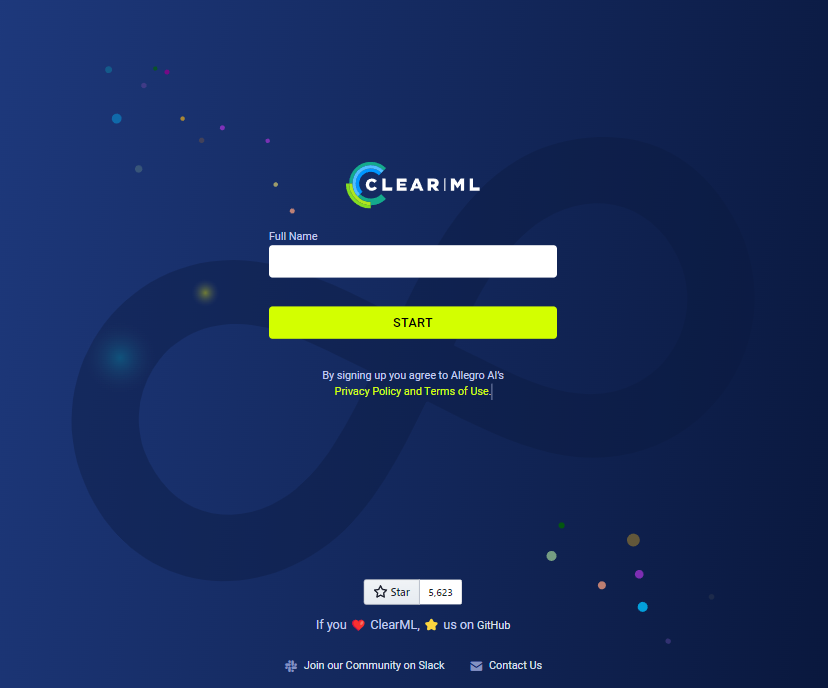 CLEAR|ML
Full Name
START
By signing up you agree to Allegro AI's
Privacy Policy and Terms of Use.
Star 5,623
If you ❤️ ClearML, ⭐ us on GitHub
Join our Community on Slack Contact Us